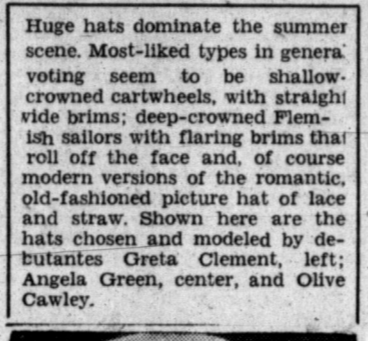 Huge hats dominate the summer
scene. Most-liked types in genera
voting seem to be shallow-
crowned cartwheels, with straight
wide brims; deep-crowned Flem-
ish sailors with flaring brims that
roll off the face and, of course
modern versions of the romantic,
old-fashioned picture hat of lace
and straw. Shown here are the
hats chosen and modeled by de-
butantes Greta Clement, left;
Angela Green, center, and Olive
Cawley.